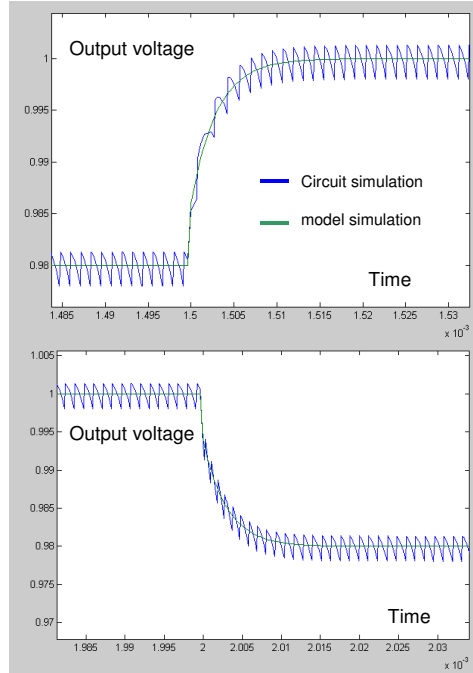 Output voltage
1
0.995
0.99
0.985
0.98
Circuit simulation
model simulation
Time
1.485 1.49 1.495 1.5 1.505 1.51 1.515 1.52 1.525 1.53
x 10⁻³
1.005
1
0.995
0.99
0.985
0.98
0.975
0.97
Output voltage
Time
1.985 1.99 1.995 2 2.005 2.01 2.015 2.02 2.025 2.03
x 10⁻³